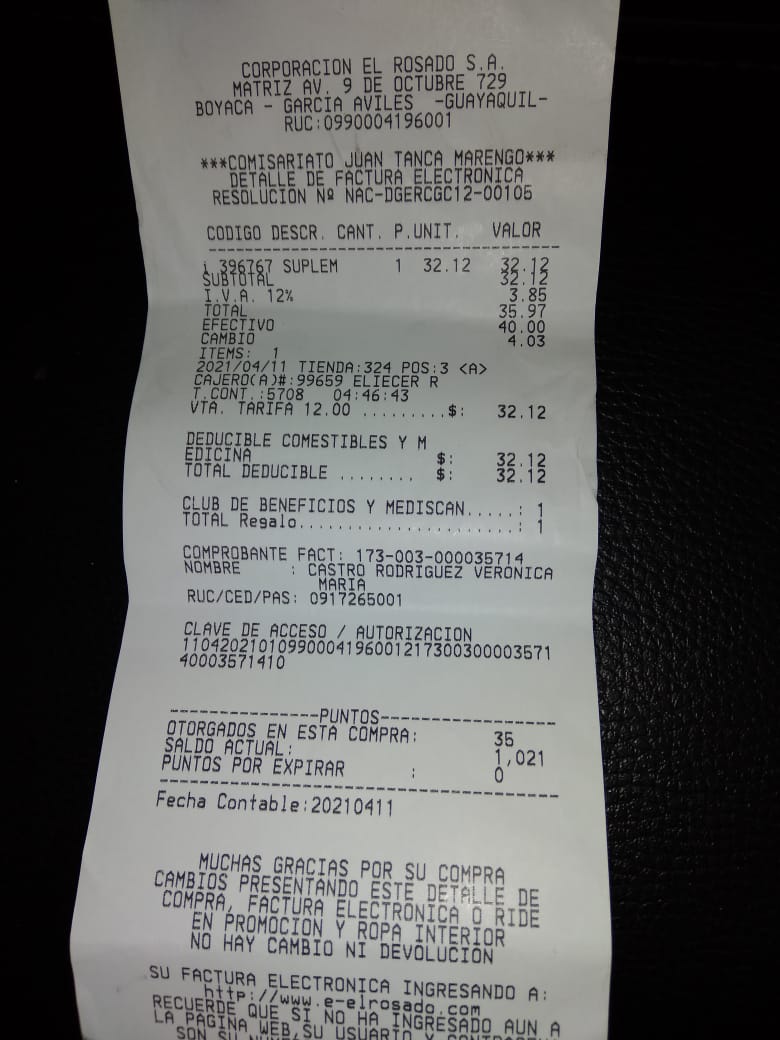 CORPORACION EL ROSADO S.A.
MATRIZ AV. 9 DE OCTUBRE 729
BOYACA - GARCIA AVILES -GUAYAQUIL-
RUC:0990004196001
***COMISARIATO JUAN TANCA MARENGO***
DETALLE DE FACTURA ELECTRONICA
RESOLUCION Nº NAC-DGERCGC12-00105
CODIGO DESCR. CANT. P.UNIT. VALOR
i 396767 SUPLEM 1 32.12 32.12
SUBTOTAL 32.12
I.V.A. 12% 3.85
TOTAL 35.97
EFECTIVO 40.00
CAMBIO 4.03
ITEMS: 1
2021/04/11 TIENDA:324 POS:3 <A>
CAJERO(A)#:99659 ELIECER R
T.CONT.:5708 04:46:43
VTA. TARIFA 12.00 .........$: 32.12
DEDUCIBLE COMESTIBLES Y M
EDICINA $: 32.12
TOTAL DEDUCIBLE ........ $: 32.12
CLUB DE BENEFICIOS Y MEDISCAN.....: 1
TOTAL Regalo......................: 1
COMPROBANTE FACT: 173-003-000035714
NOMBRE : CASTRO RODRIGUEZ VERONICA
MARIA
RUC/CED/PAS: 0917265001
CLAVE DE ACCESO / AUTORIZACION
11042021010990004196001217300300003571
40003571410
---------------PUNTOS------------------
OTORGADOS EN ESTA COMPRA: 35
SALDO ACTUAL: 1,021
PUNTOS POR EXPIRAR : 0
Fecha Contable:20210411
MUCHAS GRACIAS POR SU COMPRA
CAMBIOS PRESENTANDO ESTE DETALLE DE
COMPRA, FACTURA ELECTRONICA O RIDE
EN PROMOCION Y ROPA INTERIOR
NO HAY CAMBIO NI DEVOLUCION
SU FACTURA ELECTRONICA INGRESANDO A:
http://www.e-elrosado.com
RECUERDE QUE SI NO HA INGRESADO AUN A
LA PAGINA WEB,SU USUARIO Y
SON SU